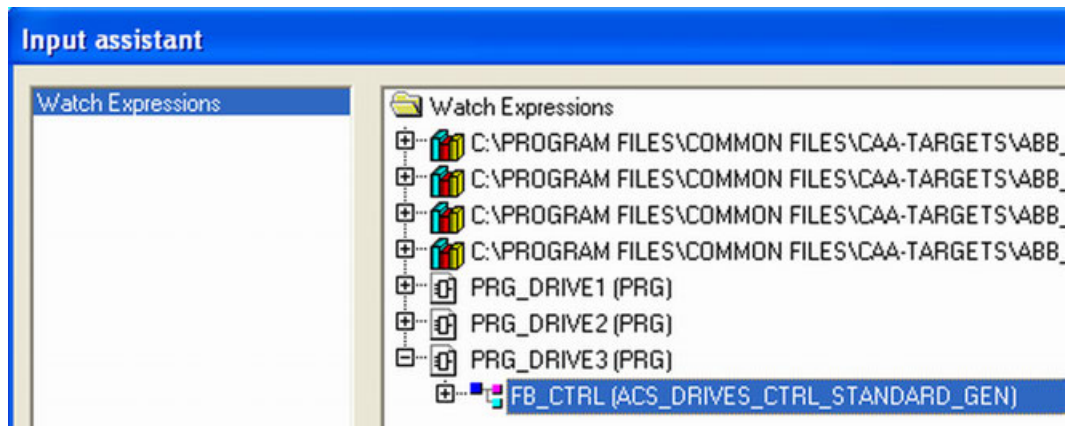 Input assistant
Watch Expressions
Watch Expressions
C:\PROGRAM FILES\COMMON FILES\CAA-TARGETS\ABB_
C:\PROGRAM FILES\COMMON FILES\CAA-TARGETS\ABB_
C:\PROGRAM FILES\COMMON FILES\CAA-TARGETS\ABB_
C:\PROGRAM FILES\COMMON FILES\CAA-TARGETS\ABB_
PRG_DRIVE1 (PRG)
PRG_DRIVE2 (PRG)
PRG_DRIVE3 (PRG)
FB_CTRL (ACS_DRIVES_CTRL_STANDARD_GEN)